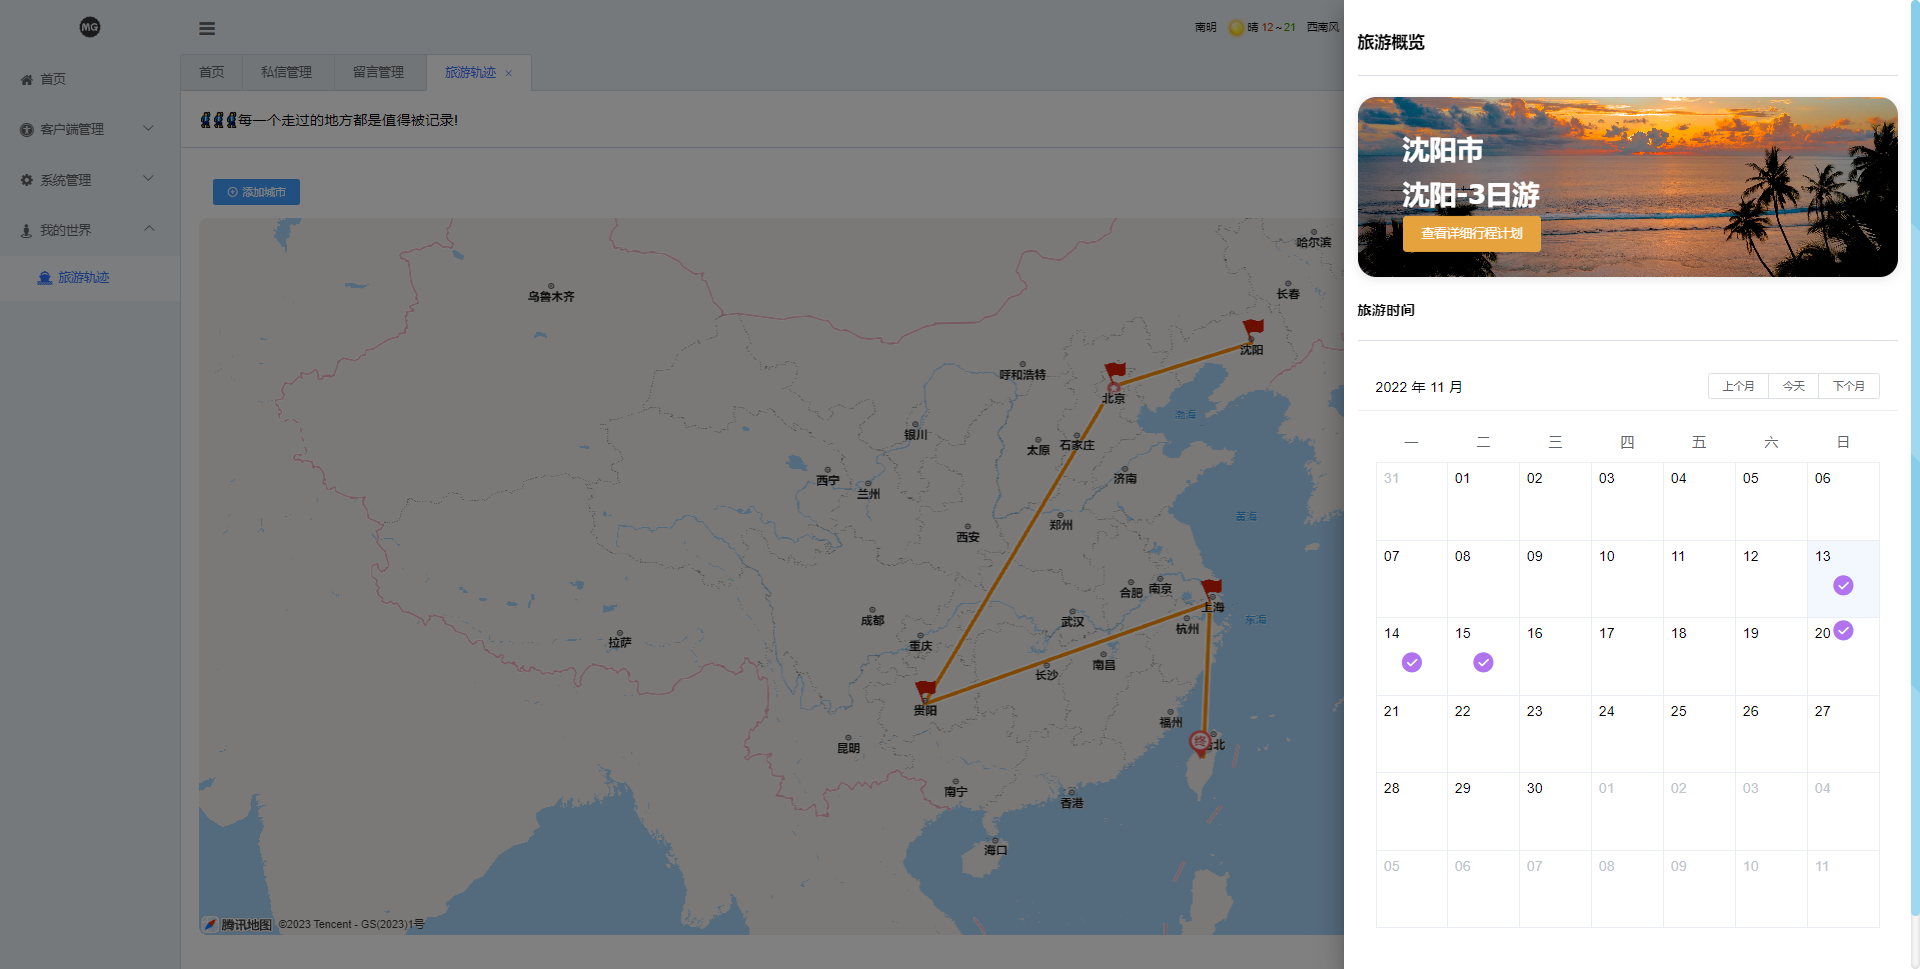 MG
首页
客户端管理
系统管理
我的世界
旅游轨迹
南明 晴 12~21 西南风
首页 私信管理 留言管理 旅游轨迹 ×
每一个走过的地方都是值得被记录!
添加城市
哈尔滨
长春
乌鲁木齐
沈阳
呼和浩特
北京
渤海
银川
太原
石家庄
西宁
济南
兰州
黄海
郑州
西安
合肥
南京
上海
成都
武汉
东海
杭州
拉萨
重庆
南昌
长沙
贵阳
福州
终
北
昆明
南宁
香港
海口
腾讯地图 ©2023 Tencent - GS(2023)1号
旅游概览
沈阳市
沈阳-3日游
查看详细行程计划
旅游时间
2022 年 11 月
上个月 今天 下个月
一 二 三 四 五 六 日
31 01 02 03 04 05 06
07 08 09 10 11 12 13
14 15 16 17 18 19 20
21 22 23 24 25 26 27
28 29 30 01 02 03 04
05 06 07 08 09 10 11